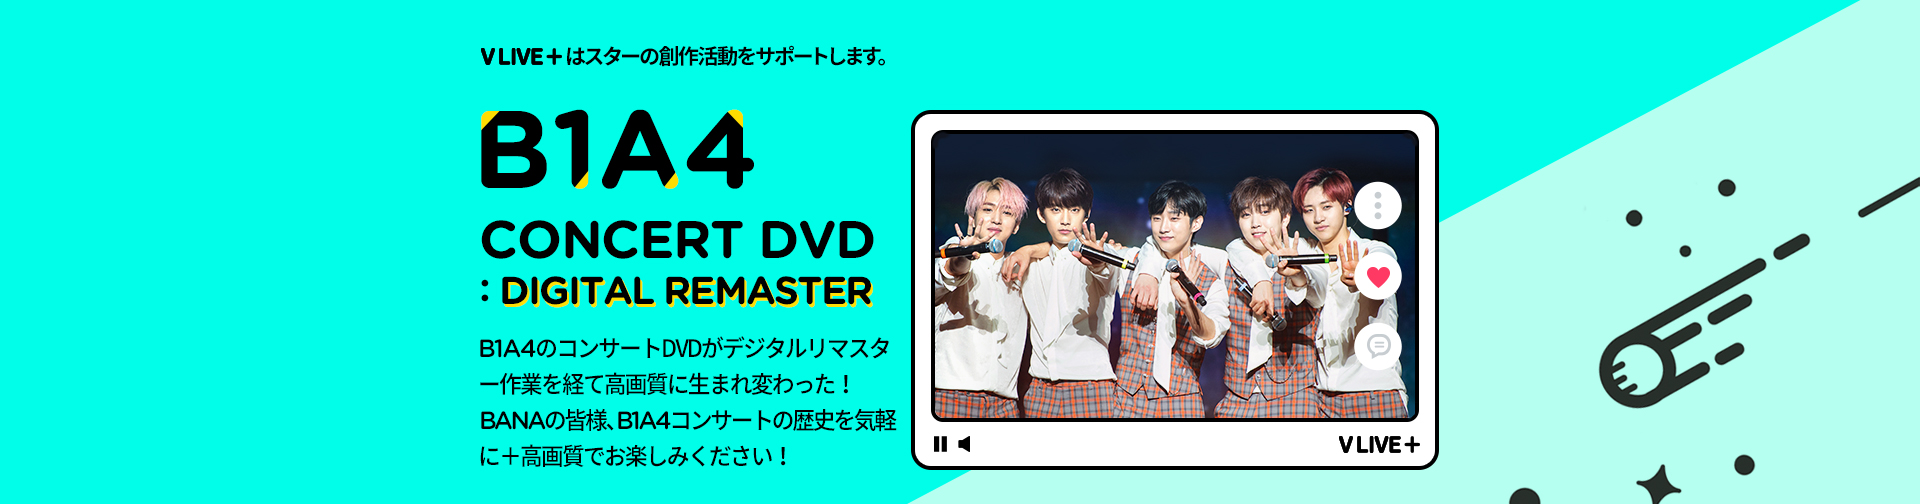 V LIVE+はスターの創作活動をサポートします。
B1A4
CONCERT DVD
: DIGITAL REMASTER
B1A4のコンサートDVDがデジタルリマスタ
ー作業を経て高画質に生まれ変わった！
BANAの皆様、B1A4コンサートの歴史を気軽
に＋高画質でお楽しみください！
V LIVE+